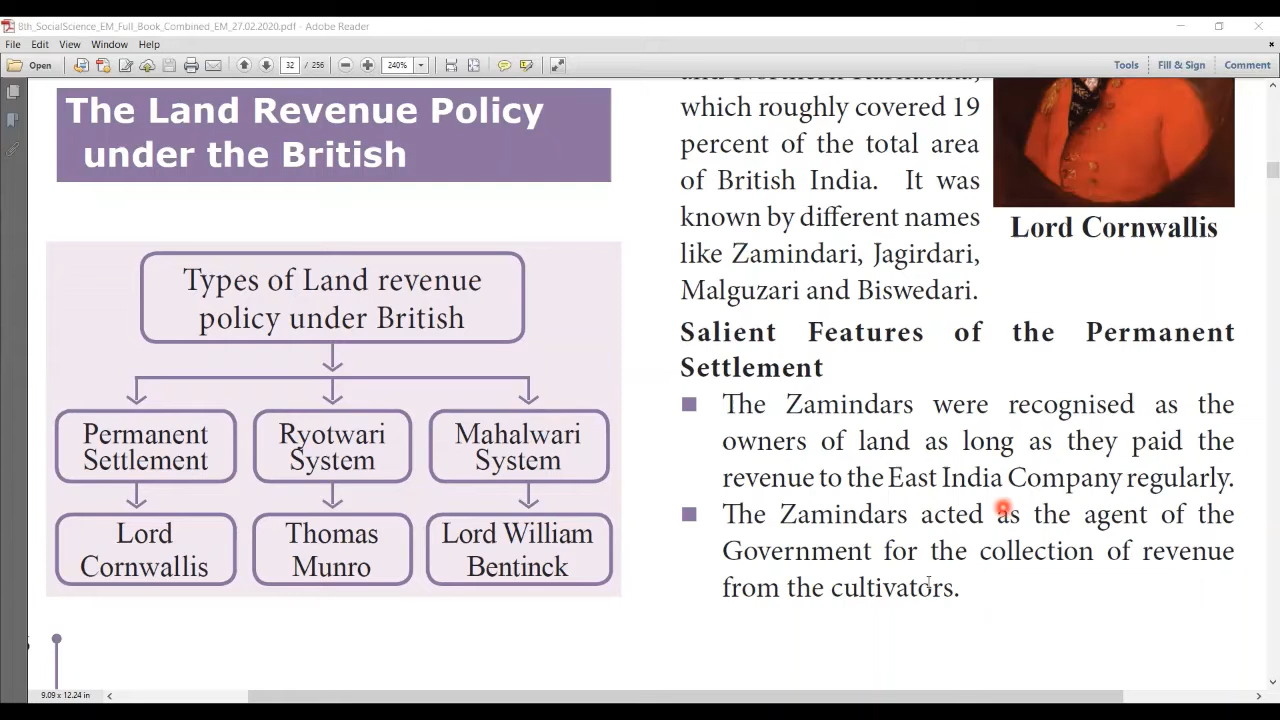 8th_SocialScience_EM_Full_Book_Combined_EM_27.02.2020.pdf - Adobe Reader
File Edit View Window Help
Open 32 / 256 240% Tools Fill & Sign Comment
The Land Revenue Policy
under the British
Types of Land revenue
policy under British
Permanent
Settlement
Ryotwari
System
Mahalwari
System
Lord
Cornwallis
Thomas
Munro
Lord William
Bentinck
which roughly covered 19
percent of the total area
of British India. It was
known by different names
like Zamindari, Jagirdari,
Malguzari and Biswedari.
Lord Cornwallis
Salient Features of the Permanent
Settlement
The Zamindars were recognised as the
owners of land as long as they paid the
revenue to the East India Company regularly.
The Zamindars acted as the agent of the
Government for the collection of revenue
from the cultivators.
9.09 x 12.24 in